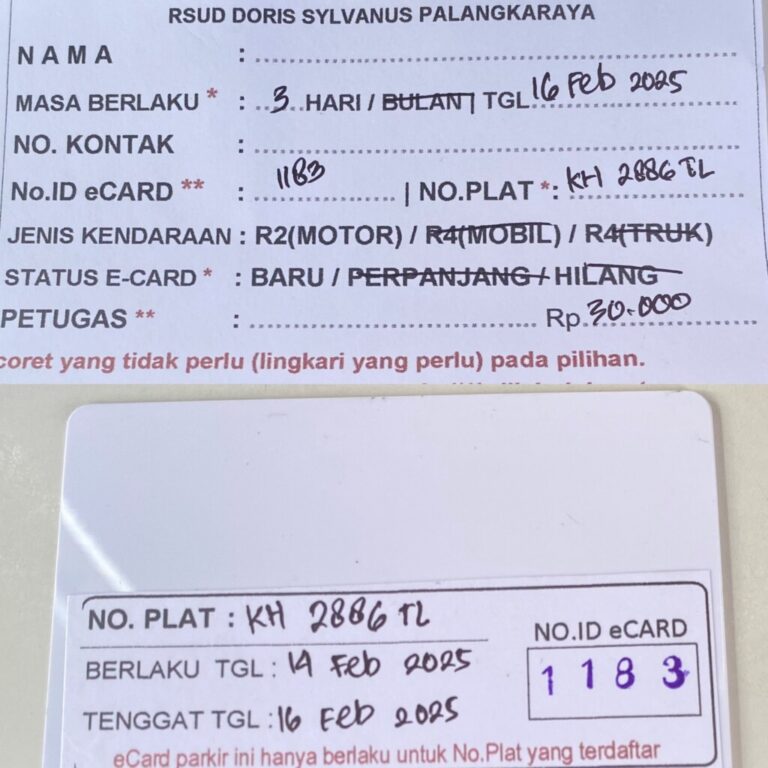 RSUD DORIS SYLVANUS PALANGKARAYA
NAMA :
MASA BERLAKU * : 3 HARI / BULAN | TGL. 16 Feb 2025
NO. KONTAK :
No.ID eCARD ** : 1183 | NO.PLAT *: KH 2886 TL
JENIS KENDARAAN : R2(MOTOR) / R4(MOBIL) / R4(TRUK)
STATUS E-CARD * : BARU / PERPANJANG / HILANG
PETUGAS ** : Rp. 30.000
coret yang tidak perlu (lingkari yang perlu) pada pilihan.
NO. PLAT : KH 2886 TL
BERLAKU TGL : 14 Feb 2025
TENGGAT TGL : 16 Feb 2025
NO.ID eCARD
1 1 8 3
eCard parkir ini hanya berlaku untuk No.Plat yang terdaftar